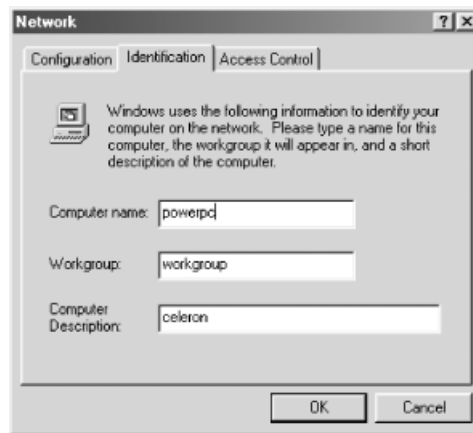 Network
? ×
Configuration Identification Access Control
Windows uses the following information to identify your
computer on the network. Please type a name for this
computer, the workgroup it will appear in, and a short
description of the computer.
Computer name: powerpc
Workgroup: workgroup
Computer
Description: celeron
OK Cancel